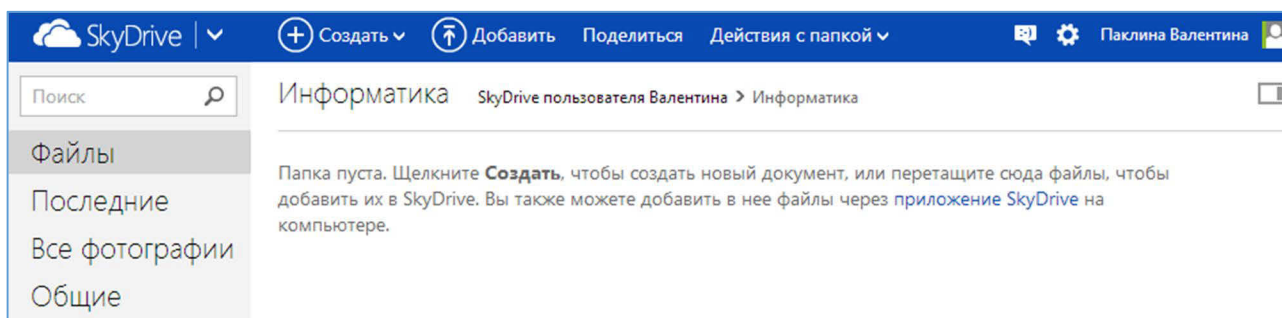 SkyDrive | Создать Добавить Поделиться Действия с папкой Паклина Валентина
Поиск
Информатика SkyDrive пользователя Валентина > Информатика
Файлы
Последние
Все фотографии
Общие
Папка пуста. Щелкните Создать, чтобы создать новый документ, или перетащите сюда файлы, чтобы
добавить их в SkyDrive. Вы также можете добавить в нее файлы через приложение SkyDrive на
компьютере.